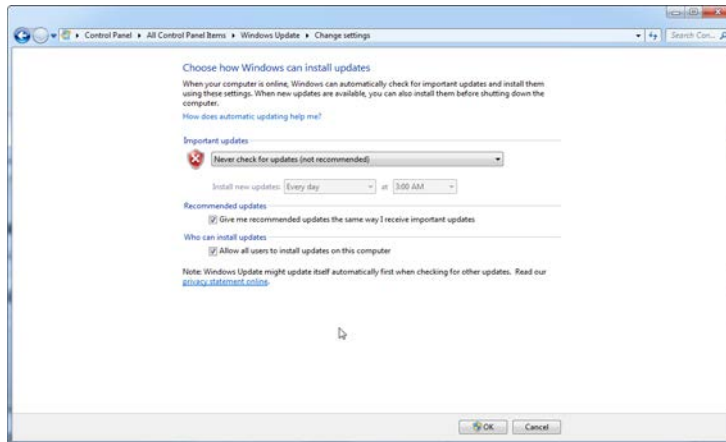 Control Panel ▸ All Control Panel Items ▸ Windows Update ▸ Change settings
Search Con...
Choose how Windows can install updates
When your computer is online, Windows can automatically check for important updates and install them
using these settings. When new updates are available, you can also install them before shutting down the
computer.
How does automatic updating help me?
Important updates
Never check for updates (not recommended)
Install new updates: Every day at 3:00 AM
Recommended updates
Give me recommended updates the same way I receive important updates
Who can install updates
Allow all users to install updates on this computer
Note: Windows Update might update itself automatically first when checking for other updates. Read our
privacy statement online.
OK Cancel